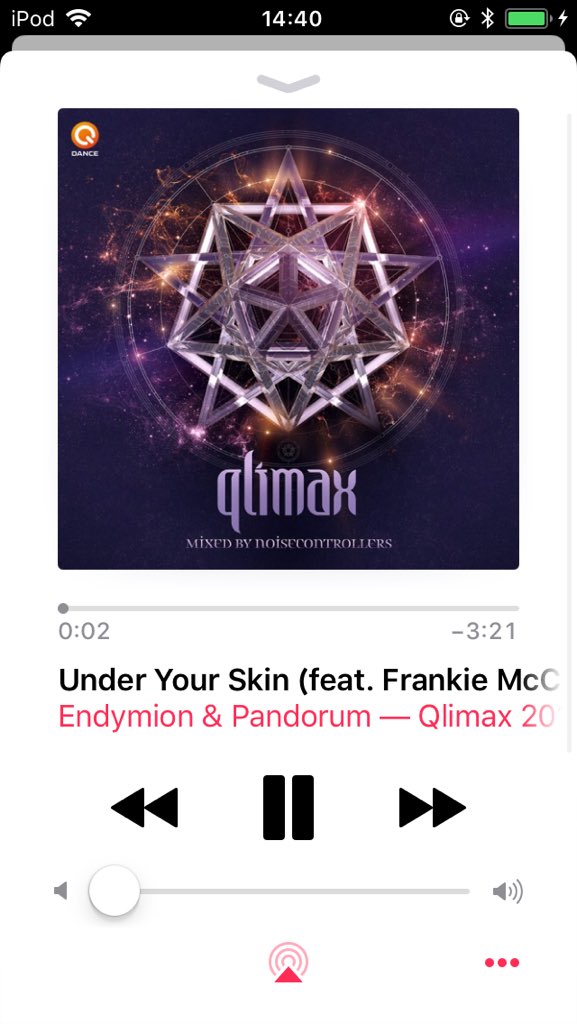 iPod 14:40
Q
DANCE
qlimax
MIXED BY NOISECONTROLLERS
0:02 −3:21
Under Your Skin (feat. Frankie McC
Endymion & Pandorum — Qlimax 20